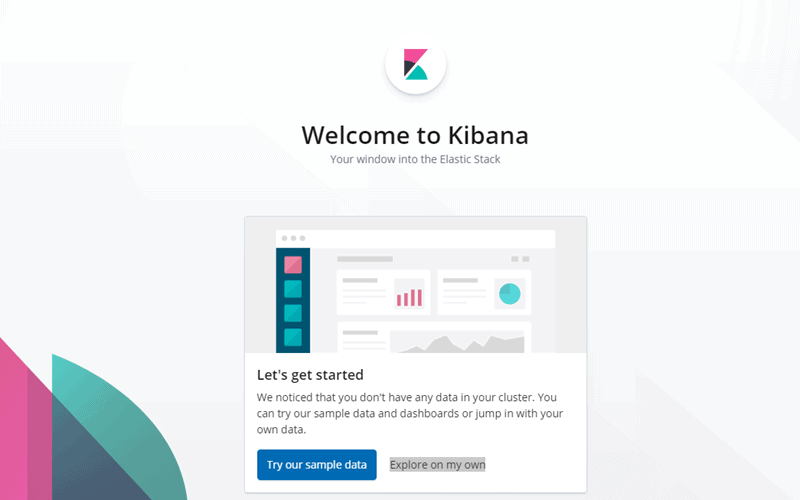 Welcome to Kibana
Your window into the Elastic Stack
Let's get started
We noticed that you don't have any data in your cluster. You
can try our sample data and dashboards or jump in with your
own data.
Try our sample data
Explore on my own